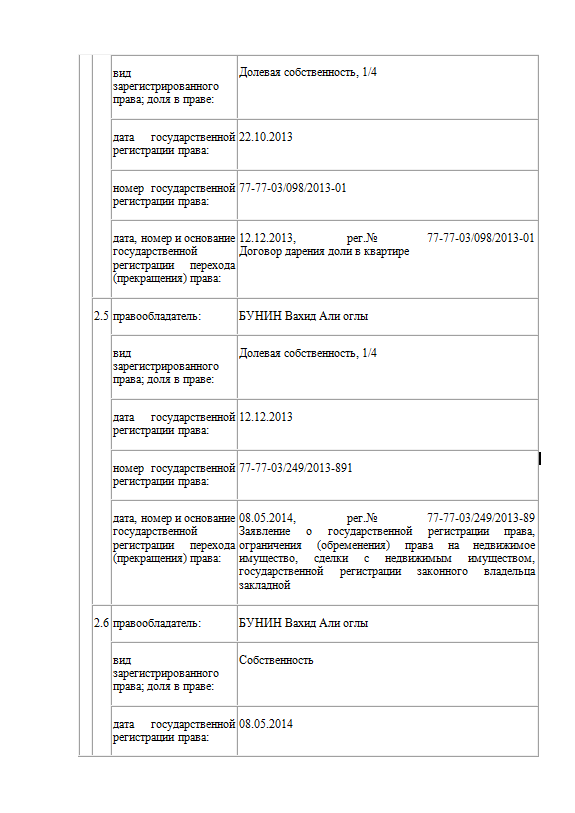 вид
зарегистрированного
права; доля в праве:
Долевая собственность, 1/4
дата государственной
регистрации права:
22.10.2013
номер государственной
регистрации права:
77-77-03/098/2013-01
дата, номер и основание
государственной
регистрации перехода
(прекращения) права:
12.12.2013, рег.№ 77-77-03/098/2013-01
Договор дарения доли в квартире
2.5 правообладатель:
БУНИН Вахид Али оглы
вид
зарегистрированного
права; доля в праве:
Долевая собственность, 1/4
дата государственной
регистрации права:
12.12.2013
номер государственной
регистрации права:
77-77-03/249/2013-891
дата, номер и основание
государственной
регистрации перехода
(прекращения) права:
08.05.2014, рег.№ 77-77-03/249/2013-89
Заявление о государственной регистрации права,
ограничения (обременения) права на недвижимое
имущество, сделки с недвижимым имуществом,
государственной регистрации законного владельца
закладной
2.6 правообладатель:
БУНИН Вахид Али оглы
вид
зарегистрированного
права; доля в праве:
Собственность
дата государственной
регистрации права:
08.05.2014